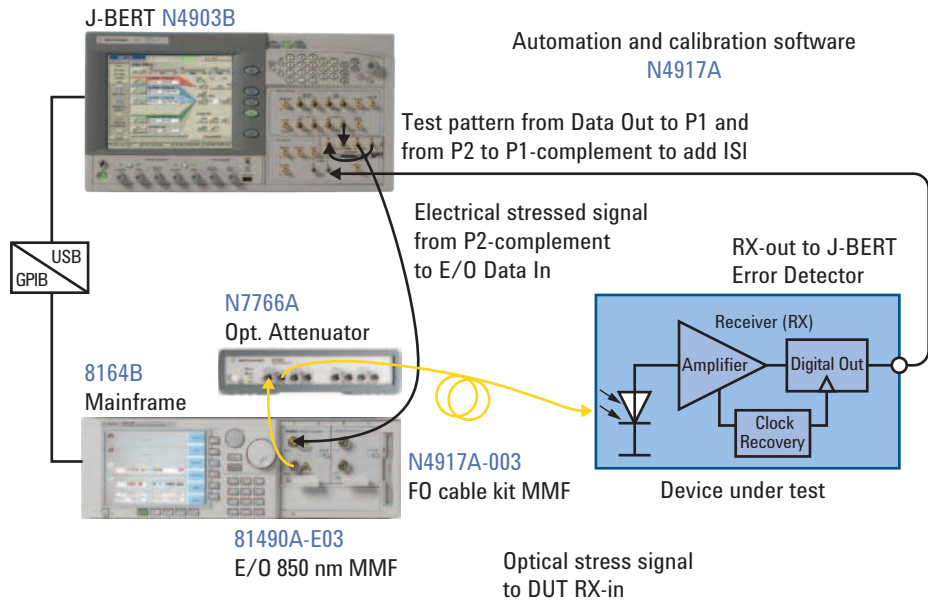 J-BERT N4903B
Automation and calibration software
N4917A
Test pattern from Data Out to P1 and
from P2 to P1-complement to add ISI
Electrical stressed signal
from P2-complement
to E/O Data In
USB
GPIB
RX-out to J-BERT
Error Detector
N7766A
Opt. Attenuator
Receiver (RX)
Amplifier
Digital Out
Clock
Recovery
8164B
Mainframe
N4917A-003
FO cable kit MMF
Device under test
81490A-E03
E/O 850 nm MMF
Optical stress signal
to DUT RX-in